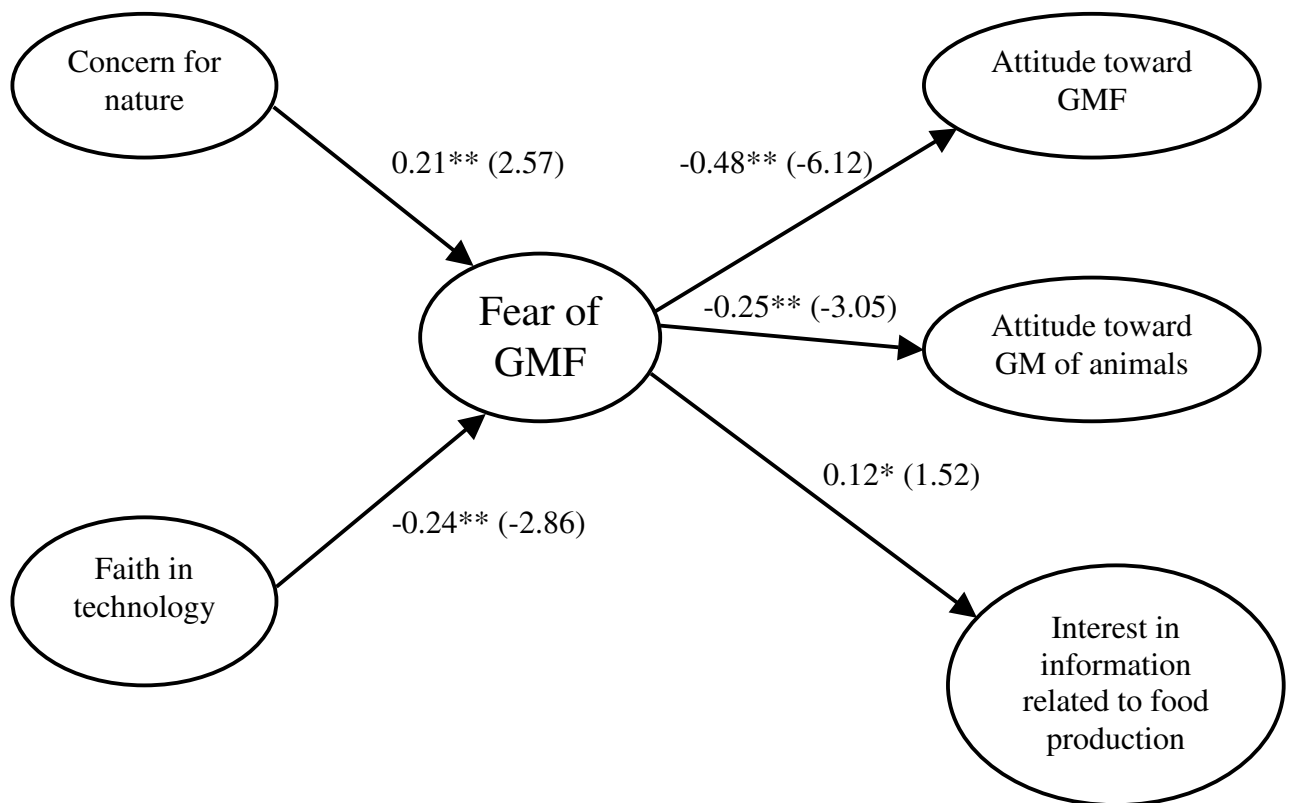 Concern for
nature
Attitude toward
GMF
0.21** (2.57)
-0.48** (-6.12)
Fear of
GMF
-0.25** (-3.05)
Attitude toward
GM of animals
0.12* (1.52)
-0.24** (-2.86)
Faith in
technology
Interest in
information
related to food
production